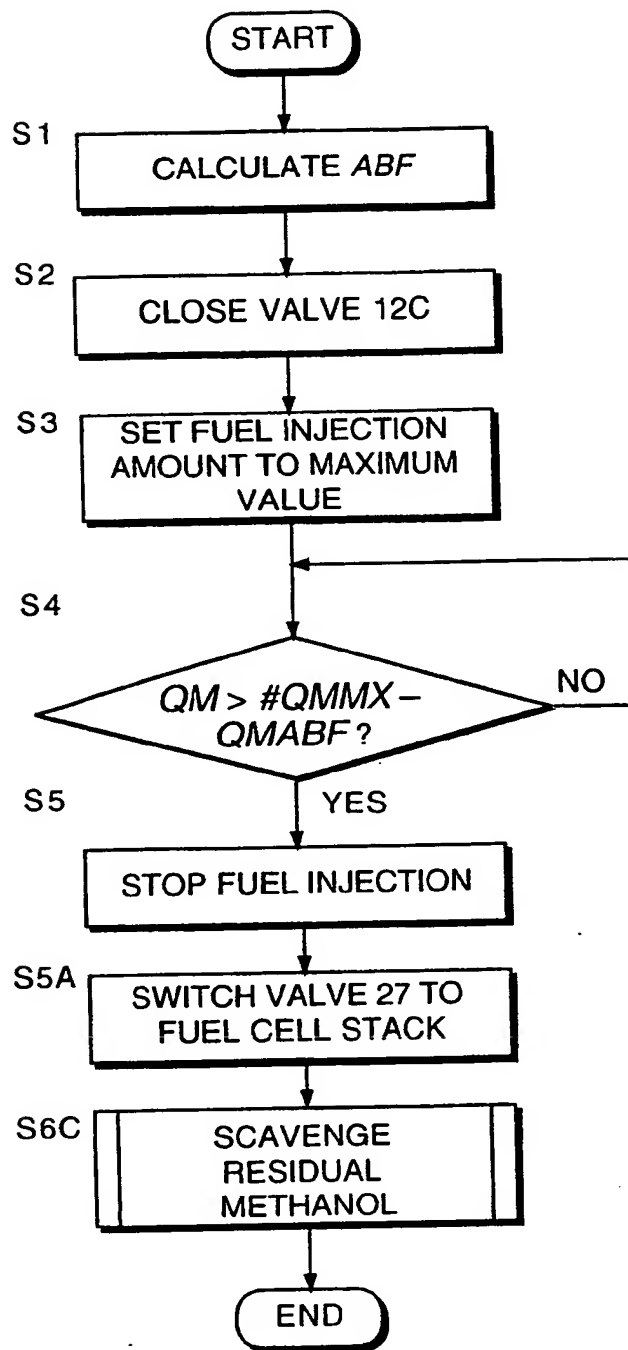 START
S1
CALCULATE ABF
S2
CLOSE VALVE 12C
S3
SET FUEL INJECTION
AMOUNT TO MAXIMUM
VALUE
S4
QM > #QMMX –
QMABF ?
NO
S5
YES
STOP FUEL INJECTION
S5A
SWITCH VALVE 27 TO
FUEL CELL STACK
S6C
SCAVENGE
RESIDUAL
METHANOL
END